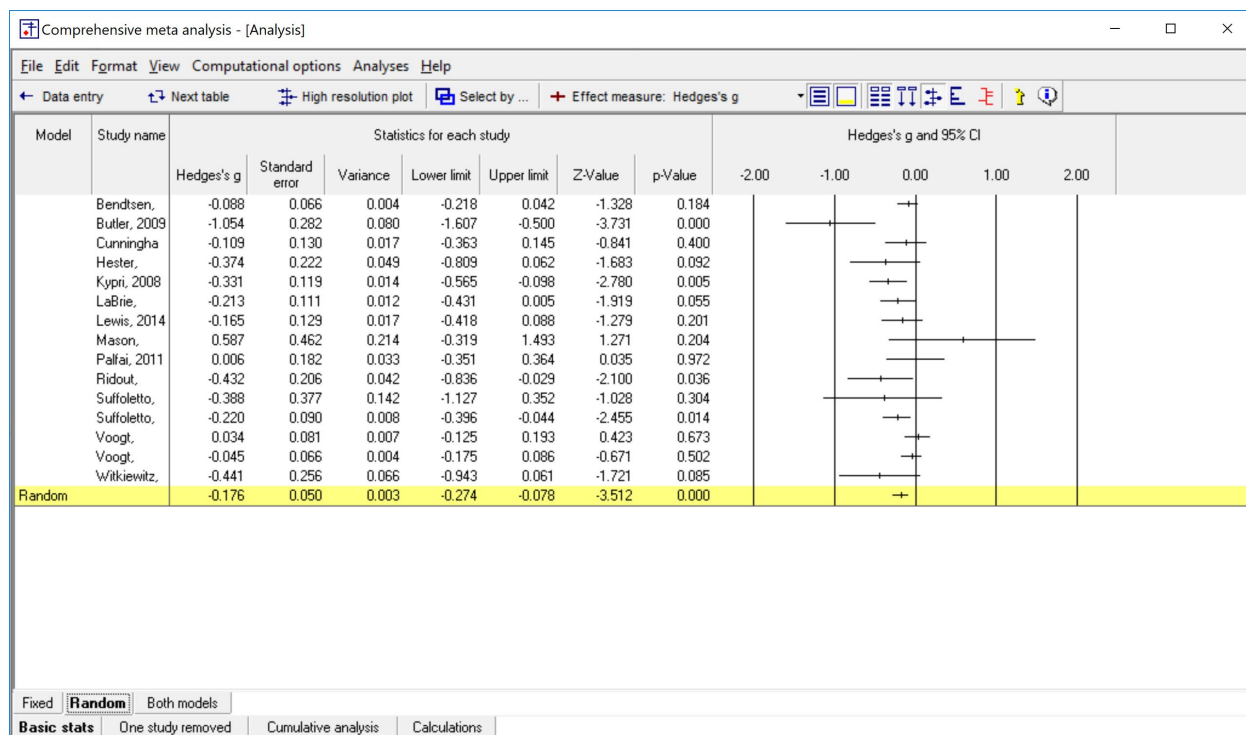 Comprehensive meta analysis - [Analysis]
File Edit Format View Computational options Analyses Help
Data entry Next table High resolution plot Select by ... Effect measure: Hedges's g
Model Study name Statistics for each study Hedges's g and 95% CI
Hedges's g Standard error Variance Lower limit Upper limit Z-Value p-Value -2.00 -1.00 0.00 1.00 2.00
Bendtsen, -0.088 0.066 0.004 -0.218 0.042 -1.328 0.184
Butler, 2009 -1.054 0.282 0.080 -1.607 -0.500 -3.731 0.000
Cunningha -0.109 0.130 0.017 -0.363 0.145 -0.841 0.400
Hester, -0.374 0.222 0.049 -0.809 0.062 -1.683 0.092
Kypri, 2008 -0.331 0.119 0.014 -0.565 -0.098 -2.780 0.005
LaBrie, -0.213 0.111 0.012 -0.431 0.005 -1.919 0.055
Lewis, 2014 -0.165 0.129 0.017 -0.418 0.088 -1.279 0.201
Mason, 0.587 0.462 0.214 -0.319 1.493 1.271 0.204
Palfai, 2011 0.006 0.182 0.033 -0.351 0.364 0.035 0.972
Ridout, -0.432 0.206 0.042 -0.836 -0.029 -2.100 0.036
Suffoletto, -0.388 0.377 0.142 -1.127 0.352 -1.028 0.304
Suffoletto, -0.220 0.090 0.008 -0.396 -0.044 -2.455 0.014
Voogt, 0.034 0.081 0.007 -0.125 0.193 0.423 0.673
Voogt, -0.045 0.066 0.004 -0.175 0.086 -0.671 0.502
Witkiewitz, -0.441 0.256 0.066 -0.943 0.061 -1.721 0.085
Random -0.176 0.050 0.003 -0.274 -0.078 -3.512 0.000
Fixed Random Both models
Basic stats One study removed Cumulative analysis Calculations